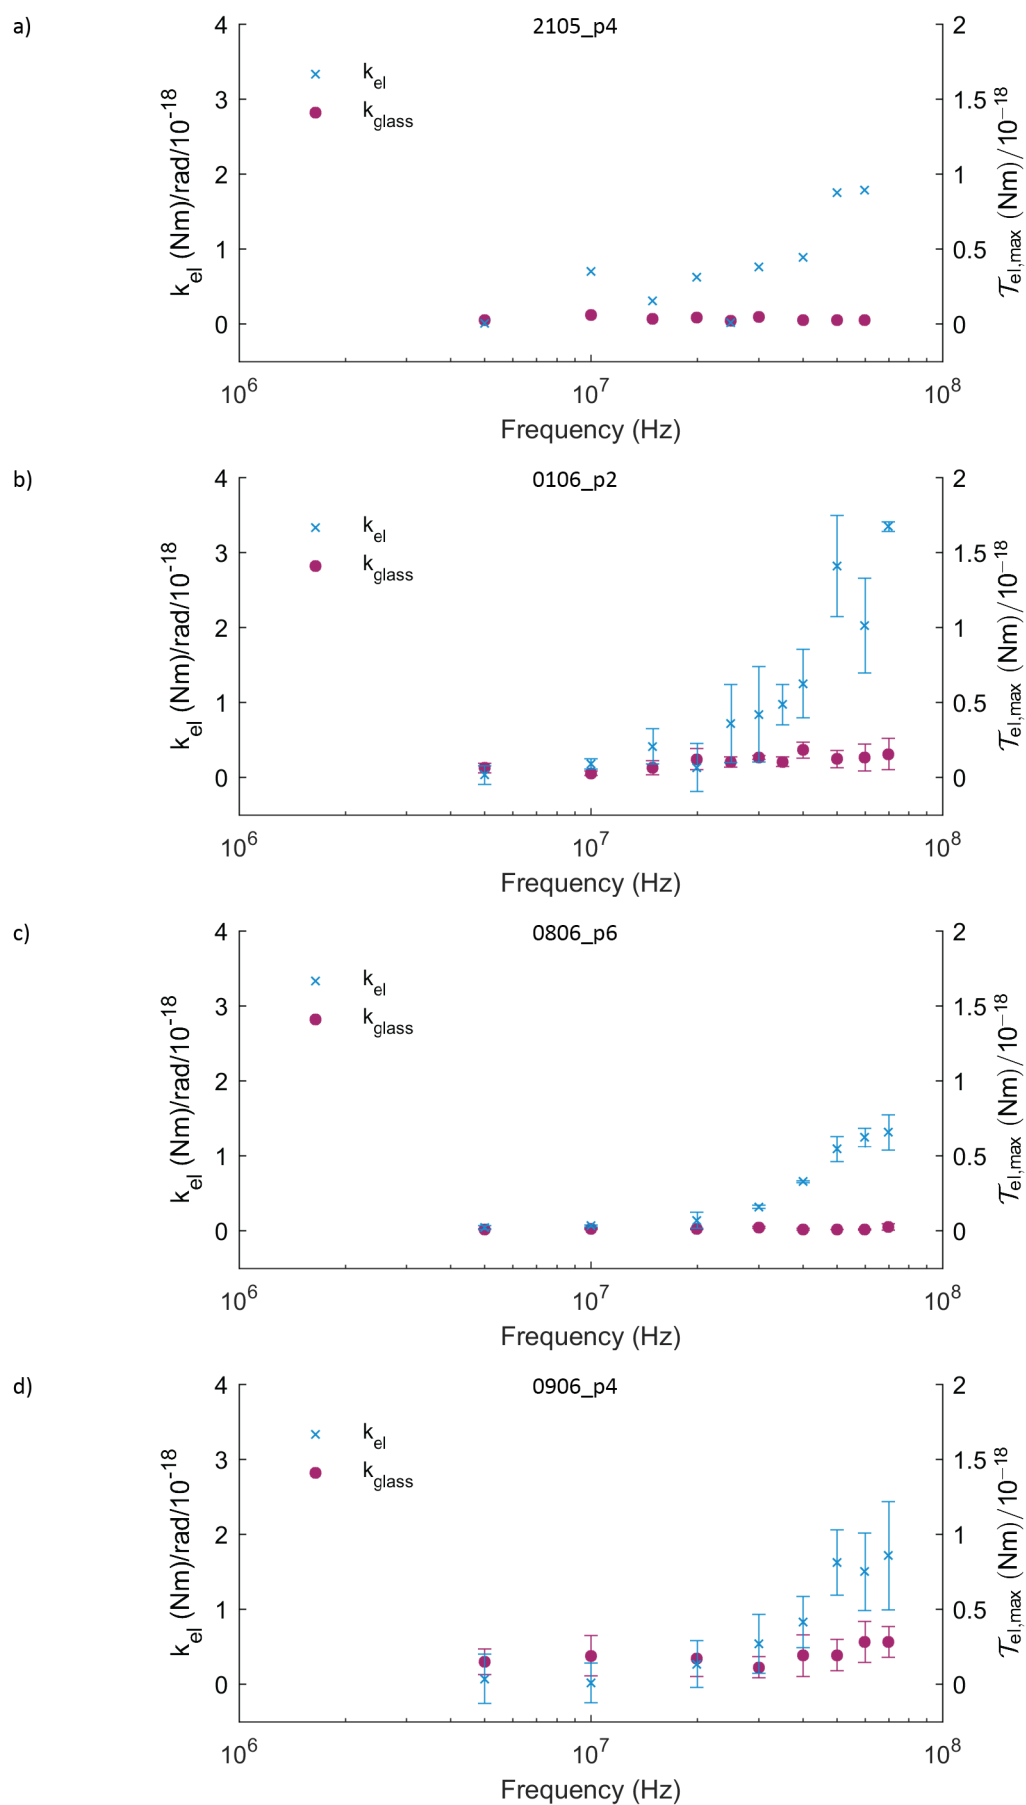 a)
2105_p4
4
3
2
1
0
k_el (Nm)/rad/10^-18
k_el
k_glass
2
1.5
1
0.5
0
𝒯_el,max (Nm)/10^−18
10^6
10^7
10^8
Frequency (Hz)
b)
0106_p2
4
3
2
1
0
k_el (Nm)/rad/10^-18
k_el
k_glass
2
1.5
1
0.5
0
𝒯_el,max (Nm)/10^−18
10^6
10^7
10^8
Frequency (Hz)
c)
0806_p6
4
3
2
1
0
k_el (Nm)/rad/10^-18
k_el
k_glass
2
1.5
1
0.5
0
𝒯_el,max (Nm)/10^−18
10^6
10^7
10^8
Frequency (Hz)
d)
0906_p4
4
3
2
1
0
k_el (Nm)/rad/10^-18
k_el
k_glass
2
1.5
1
0.5
0
𝒯_el,max (Nm)/10^−18
10^6
10^7
10^8
Frequency (Hz)